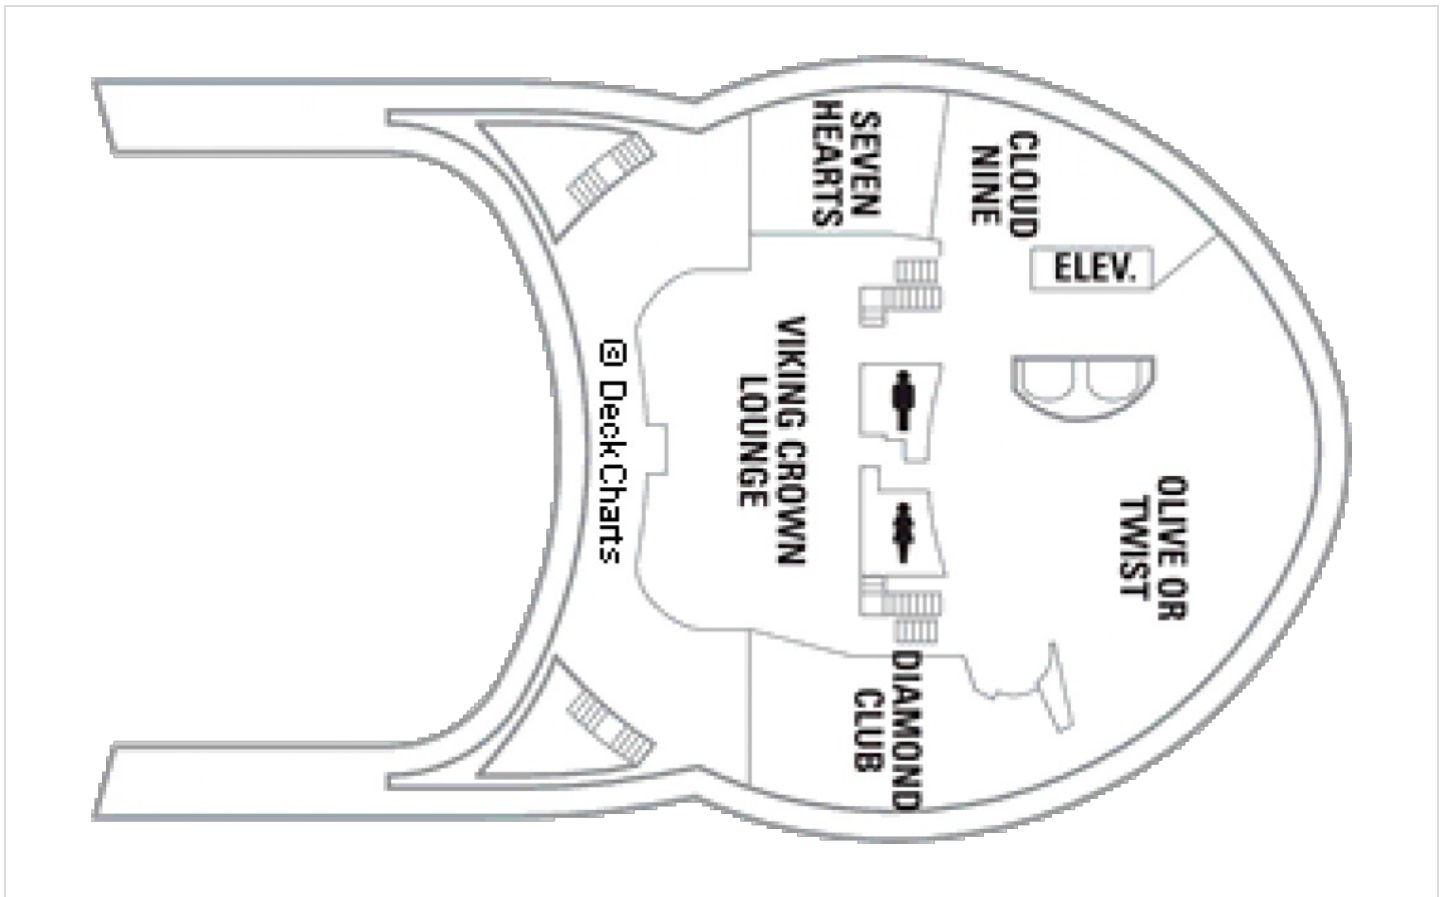 SEVEN
HEARTS
CLOUD
NINE
ELEV.
VIKING CROWN
LOUNGE
© DeckCharts
OLIVE OR
TWIST
DIAMOND
CLUB